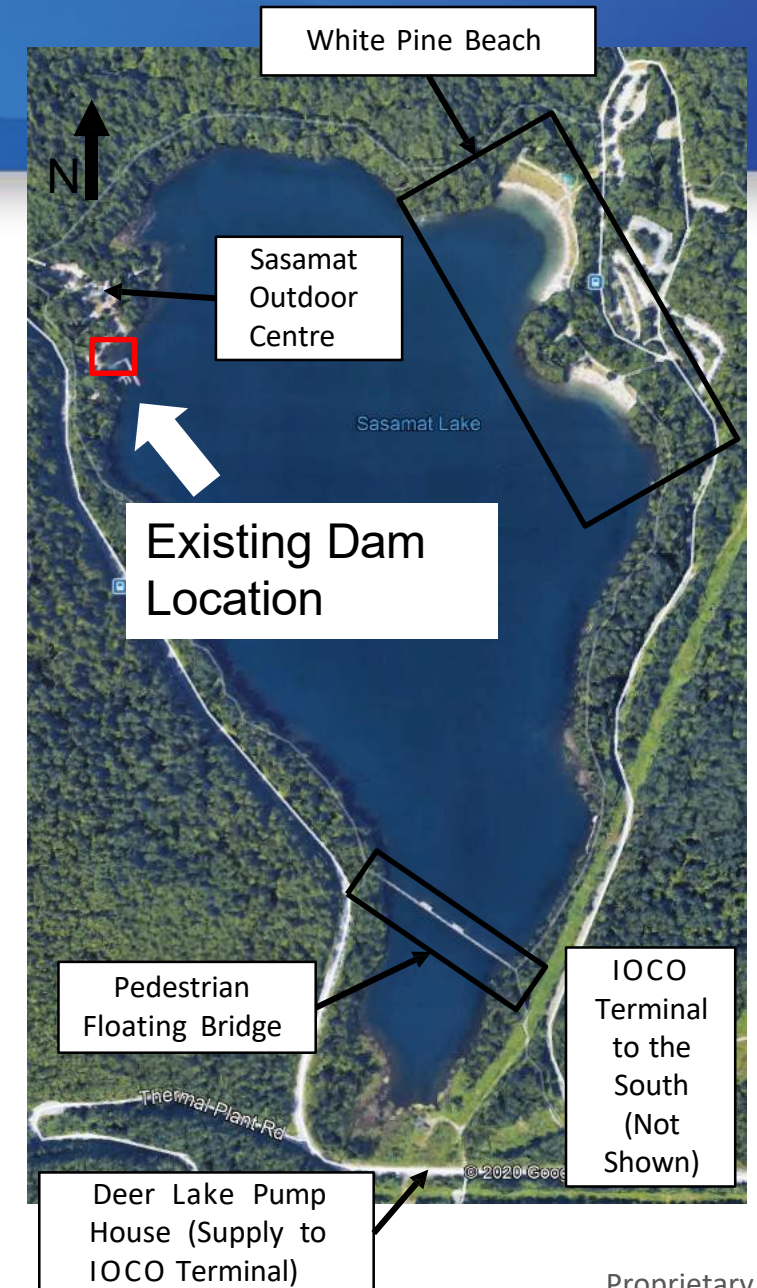 White Pine Beach
N
Sasamat
Outdoor
Centre
Sasamat Lake
Existing Dam
Location
Pedestrian
Floating Bridge
IOCO
Terminal
to the
South
(Not
Shown)
Thermal Plant Rd
© 2020 Goog
Deer Lake Pump
House (Supply to
IOCO Terminal)
Proprietary